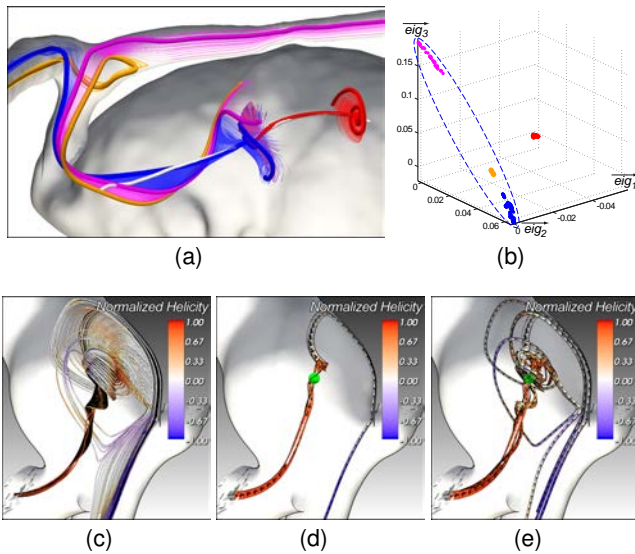 eig3
0.15
0.1
0.05
0
0
0.02
0.04
0.06
0
-0.02
-0.04
eig1
eig2
(a)
(b)
Normalized Helicity
1.00
0.67
0.33
0.00
-0.33
-0.67
-1.00
Normalized Helicity
1.00
0.67
0.33
0.00
-0.33
-0.67
-1.00
Normalized Helicity
1.00
0.67
0.33
0.00
-0.33
-0.67
-1.00
(c)
(d)
(e)